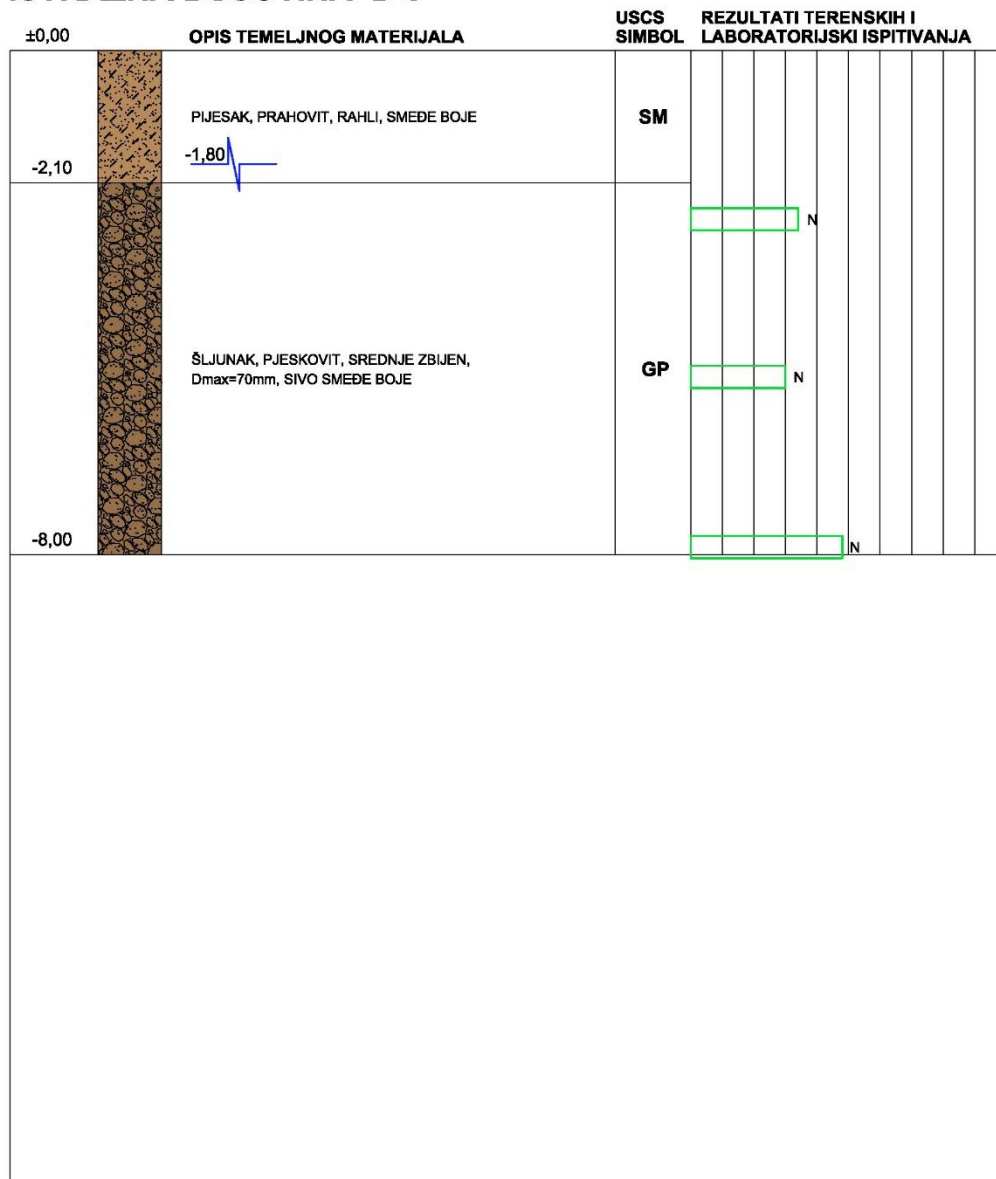 USCS REZULTATI TERENSKIH I
±0,00 OPIS TEMELJNOG MATERIJALA SIMBOL LABORATORIJSKI ISPITIVANJA
PIJESAK, PRAHOVIT, RAHLI, SMEĐE BOJE SM
-1,80
-2,10
N
ŠLJUNAK, PJESKOVIT, SREDNJE ZBIJEN, GP
Dmax=70mm, SIVO SMEĐE BOJE
N
-8,00
N